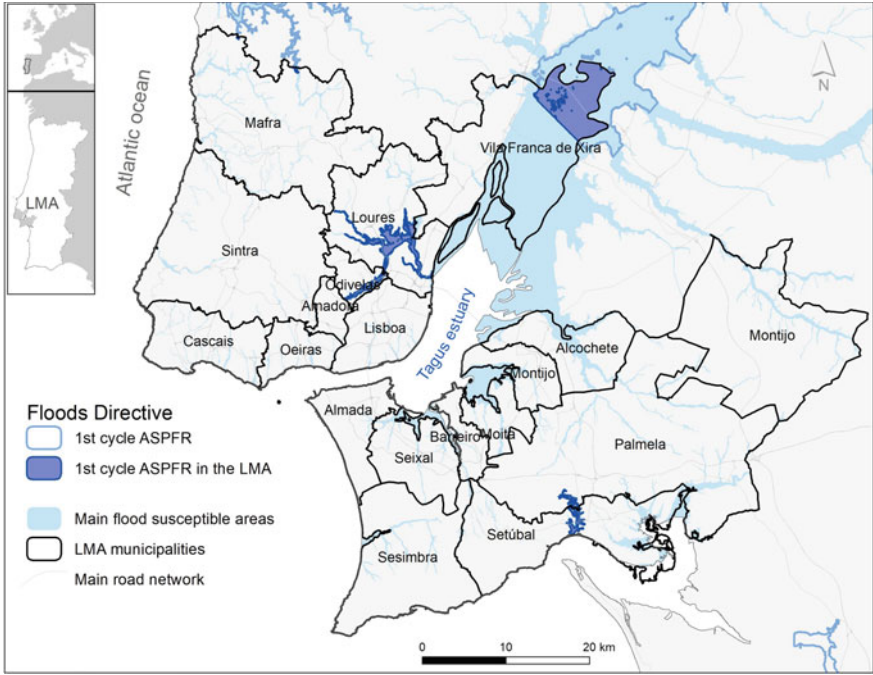 LMA
Atlantic ocean
N
Mafra
Vila Franca de Xira
Loures
Sintra
Odivelas
Amadora
Lisboa
Cascais
Oeiras
Tagus estuary
Alcochete
Montijo
Montijo
Almada
Barreiro
Moita
Seixal
Palmela
Setúbal
Sesimbra
Floods Directive
1st cycle ASPFR
1st cycle ASPFR in the LMA
Main flood susceptible areas
LMA municipalities
Main road network
0 10 20 km